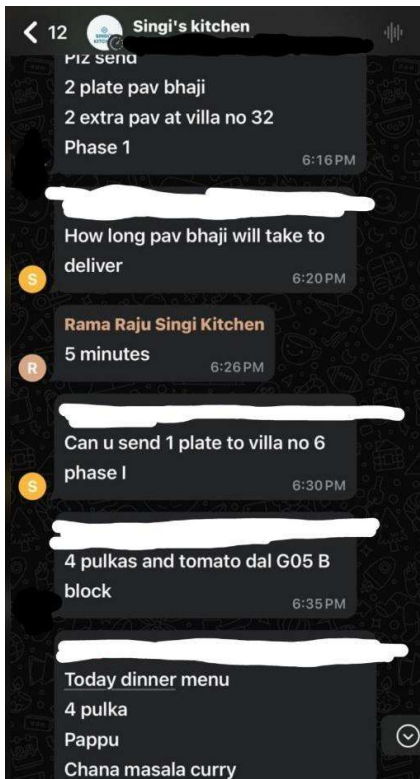 12
Singi's kitchen
Plz send
2 plate pav bhaji
2 extra pav at villa no 32
Phase 1
6:16 PM
How long pav bhaji will take to
deliver
6:20 PM
S
Rama Raju Singi Kitchen
5 minutes
6:26 PM
R
Can u send 1 plate to villa no 6
phase I
6:30 PM
S
4 pulkas and tomato dal G05 B
block
6:35 PM
Today dinner menu
4 pulka
Pappu
Chana masala curry